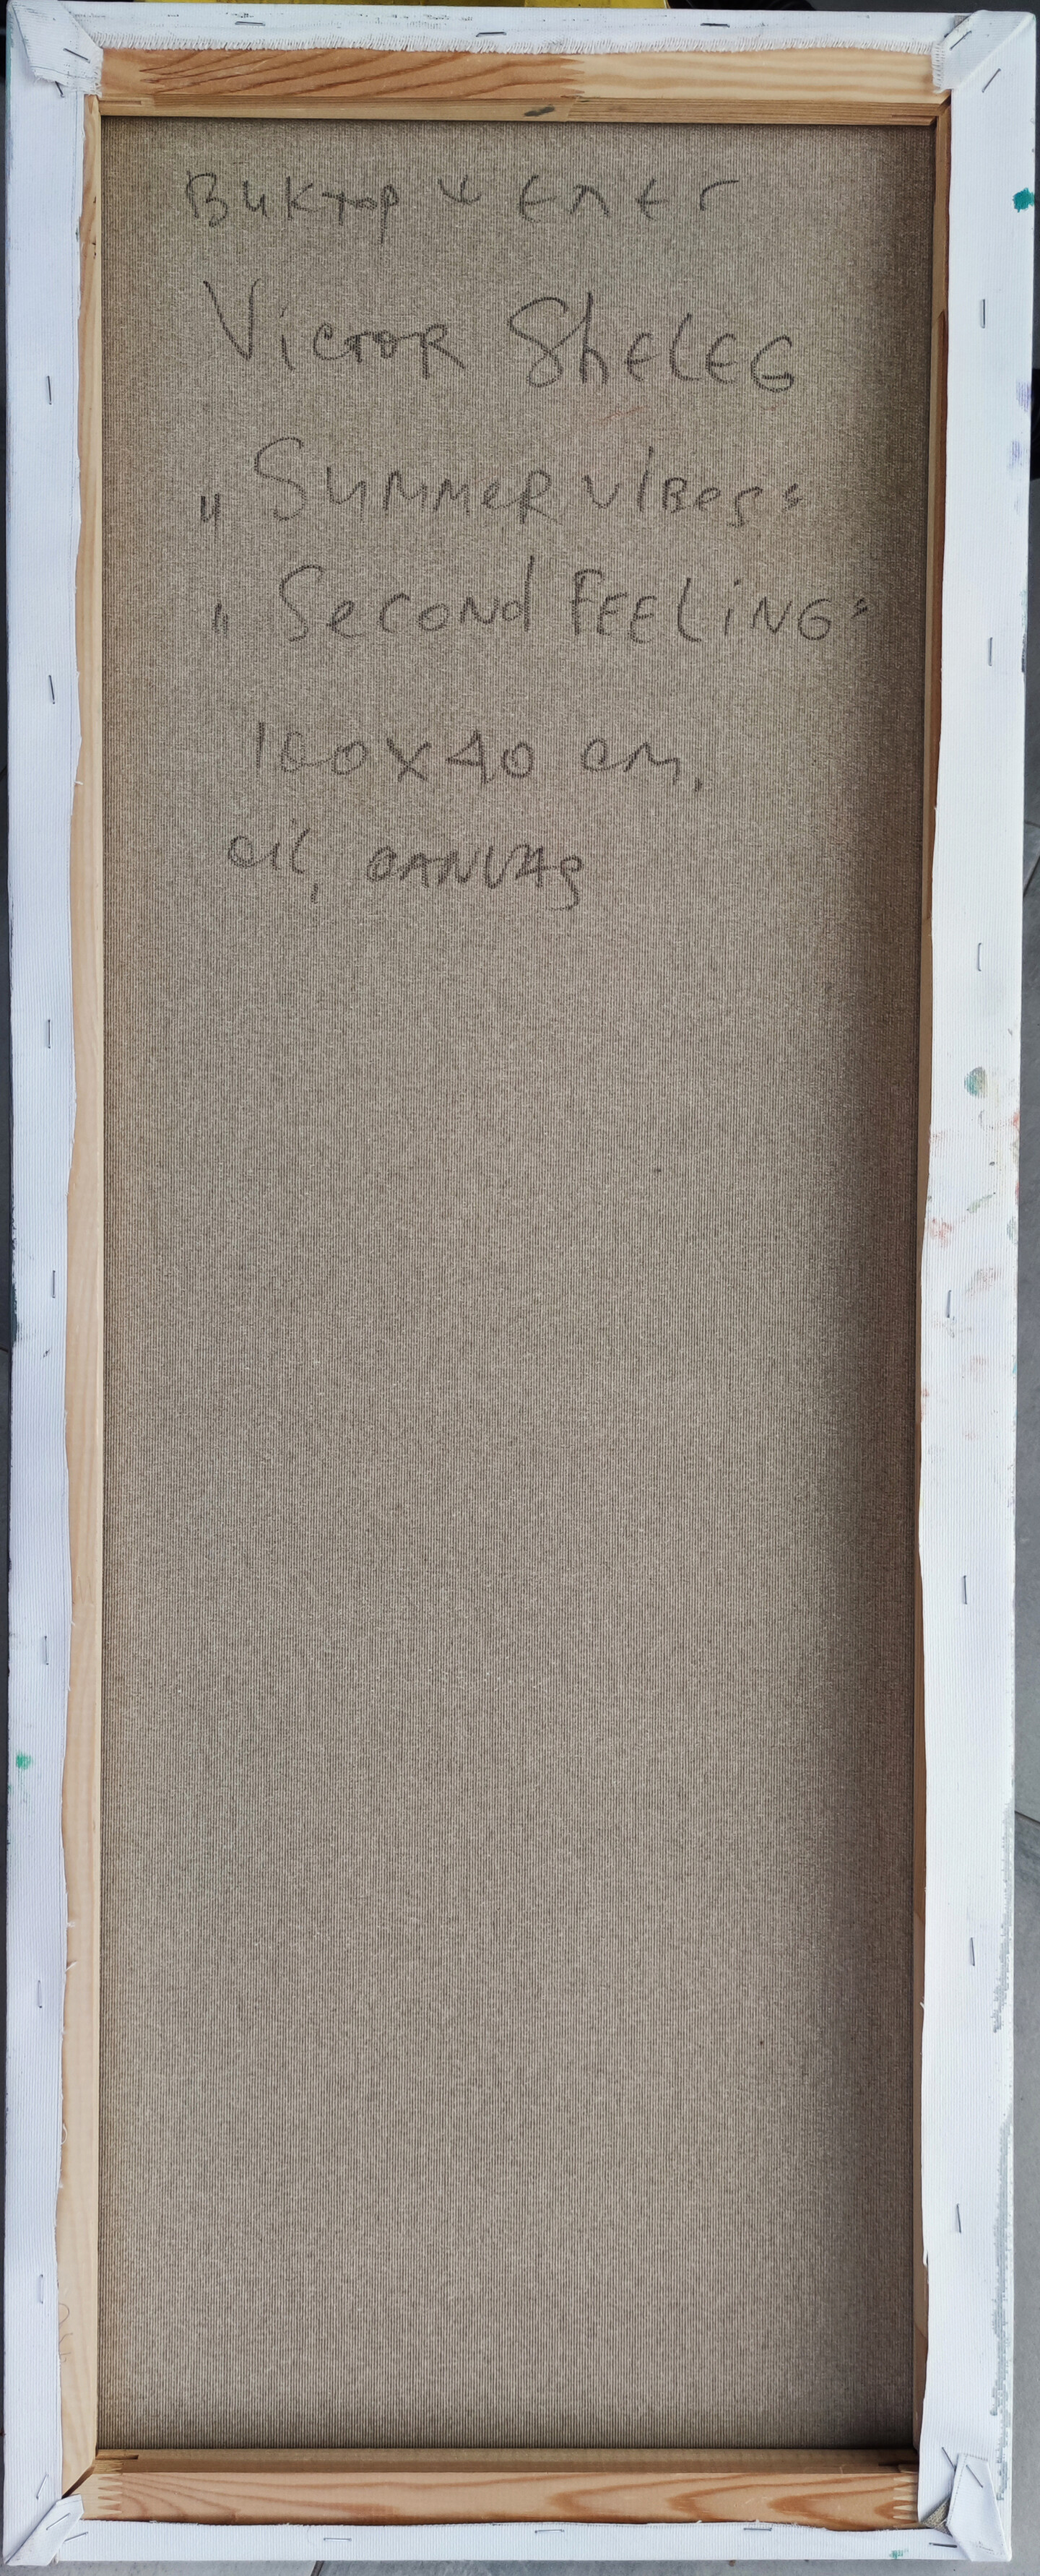 Виктор Шелег
Victor Sheleg
„Summer vibes“
„Second Feeling“
100x40 cm.
oil, canvas